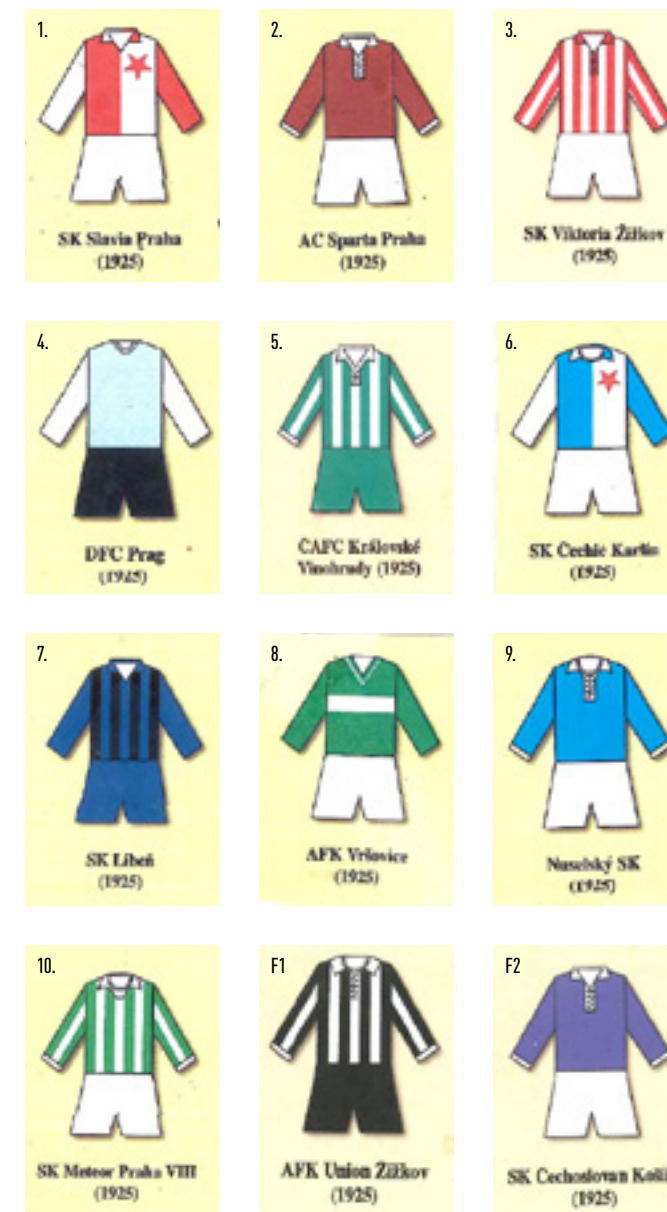 1.
SK Slavia Praha
(1925)
2.
AC Sparta Praha
(1925)
3.
SK Viktoria Žižkov
(1925)
4.
DFC Prag
(1925)
5.
ČAFC Královské
Vinohrady (1925)
6.
SK Čechie Karlín
(1925)
7.
SK Libeň
(1925)
8.
AFK Vršovice
(1925)
9.
Nuselský SK
(1925)
10.
SK Meteor Praha VIII
(1925)
F1
AFK Union Žižkov
(1925)
F2
SK Čechoslovan
(1925)